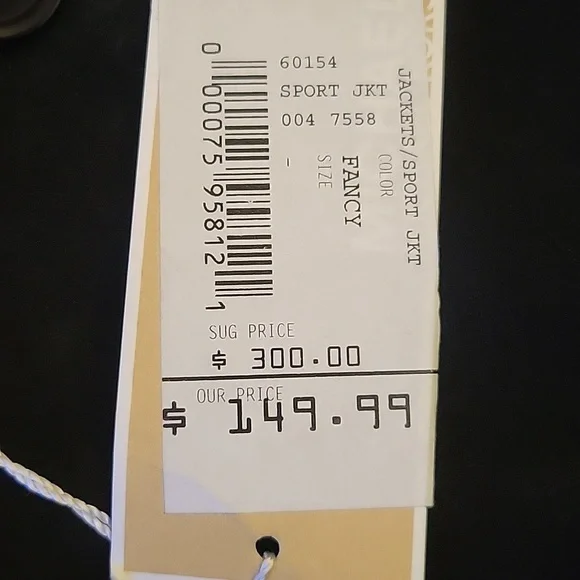 60154
SPORT JKT
004 7558
JACKETS/SPORT JKT
COLOR
FANCY
SIZE
-
0 00075 95812 1
SUG PRICE
$ 300.00
OUR PRICE
$ 149.99